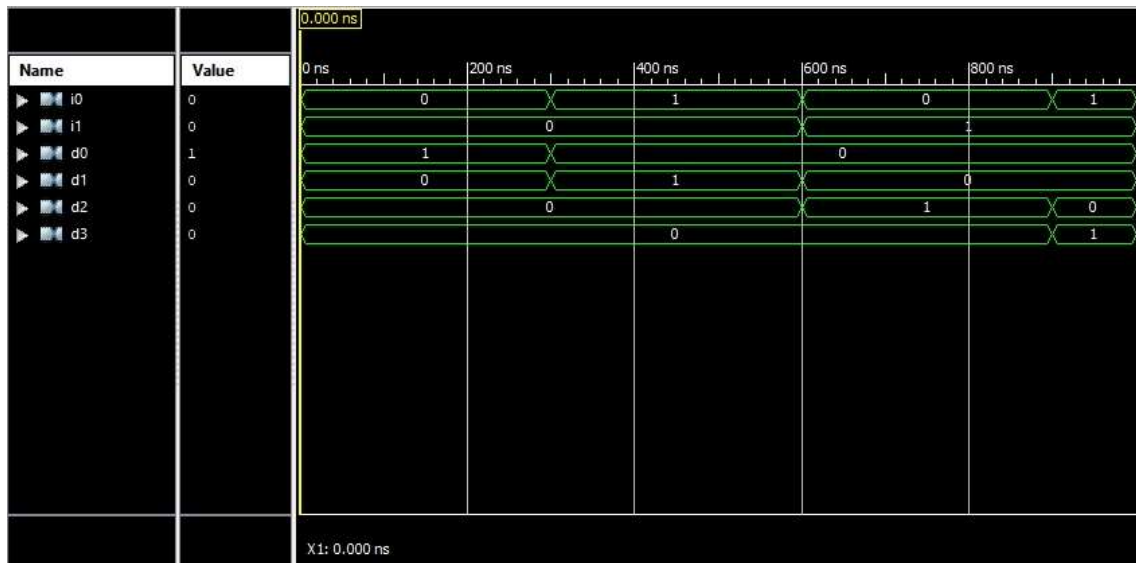 0.000 ns
Name Value 0 ns 200 ns 400 ns 600 ns 800 ns
i0 0 0 1 0 1
i1 0 0 1
d0 1 1 0
d1 0 0 1 0
d2 0 0 1 0
d3 0 0 1
X1: 0.000 ns